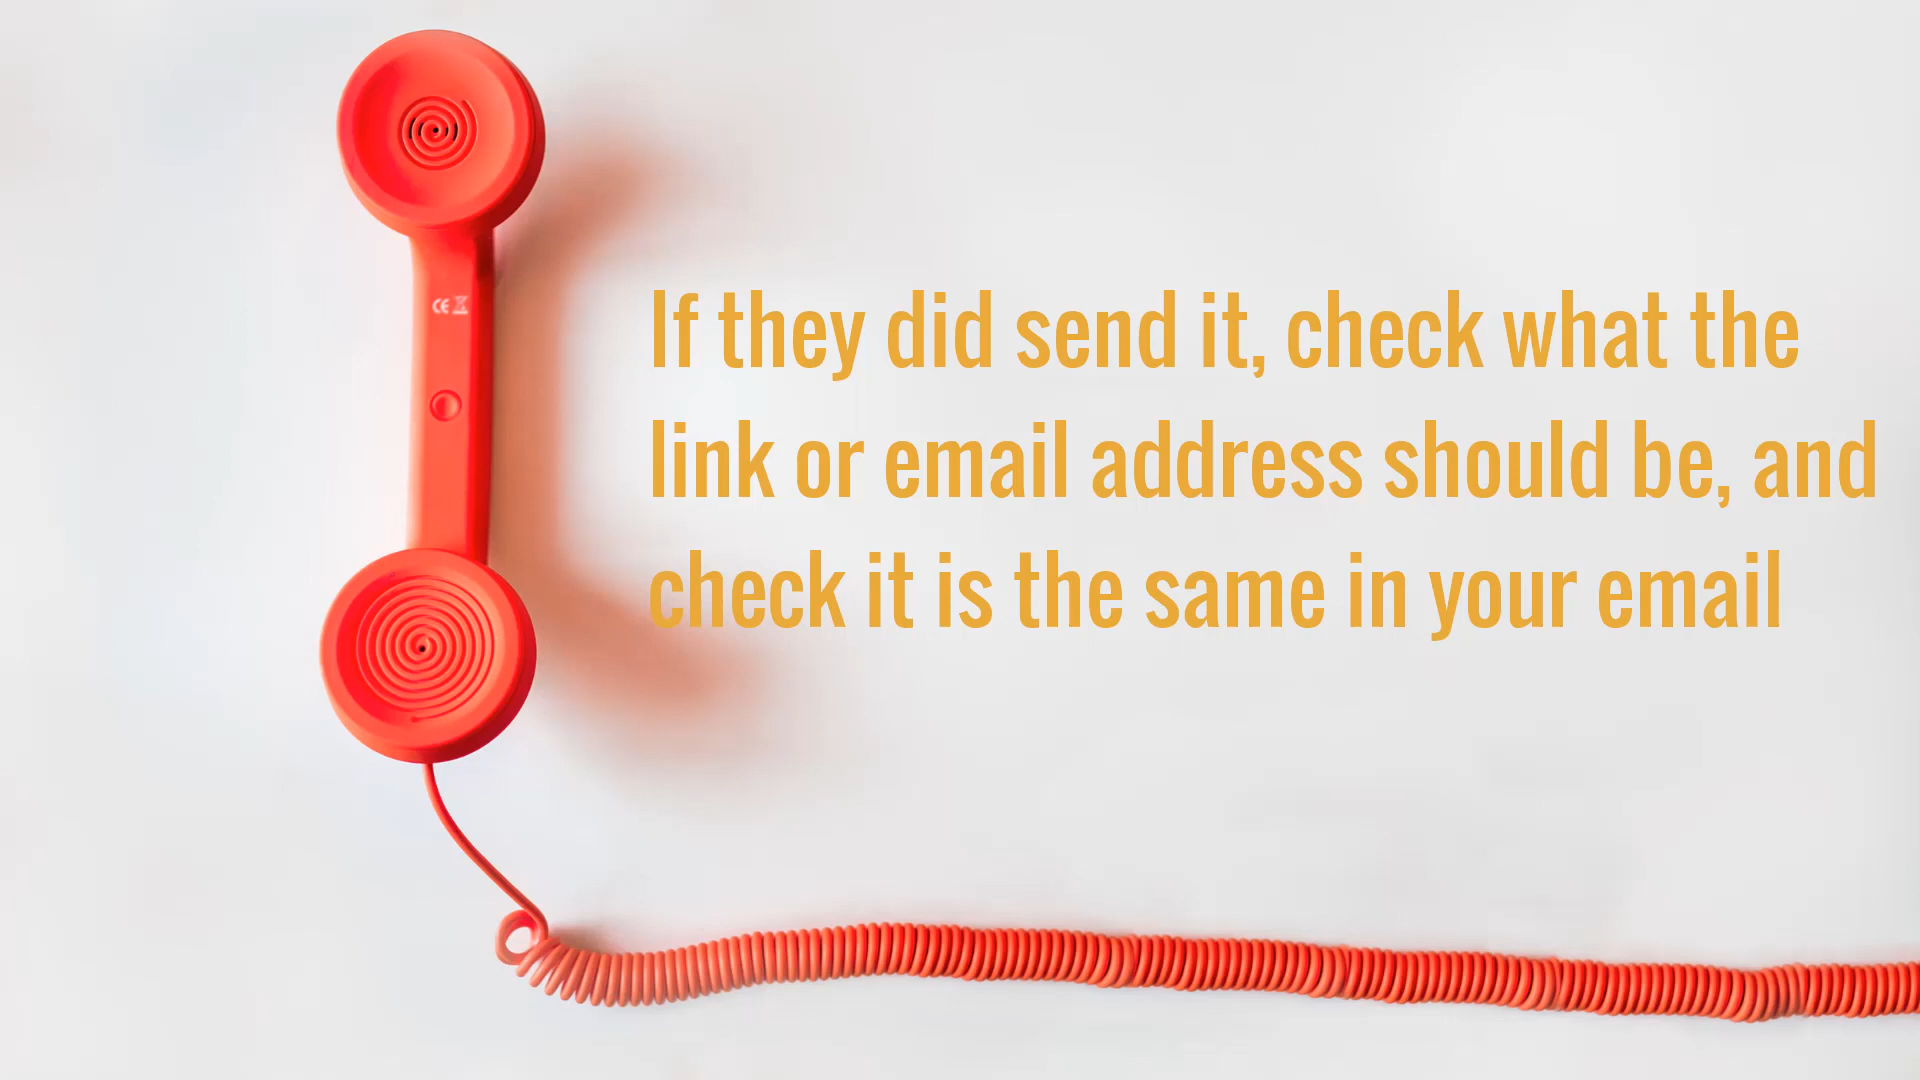 CE
If they did send it, check what the
link or email address should be, and
check it is the same in your email